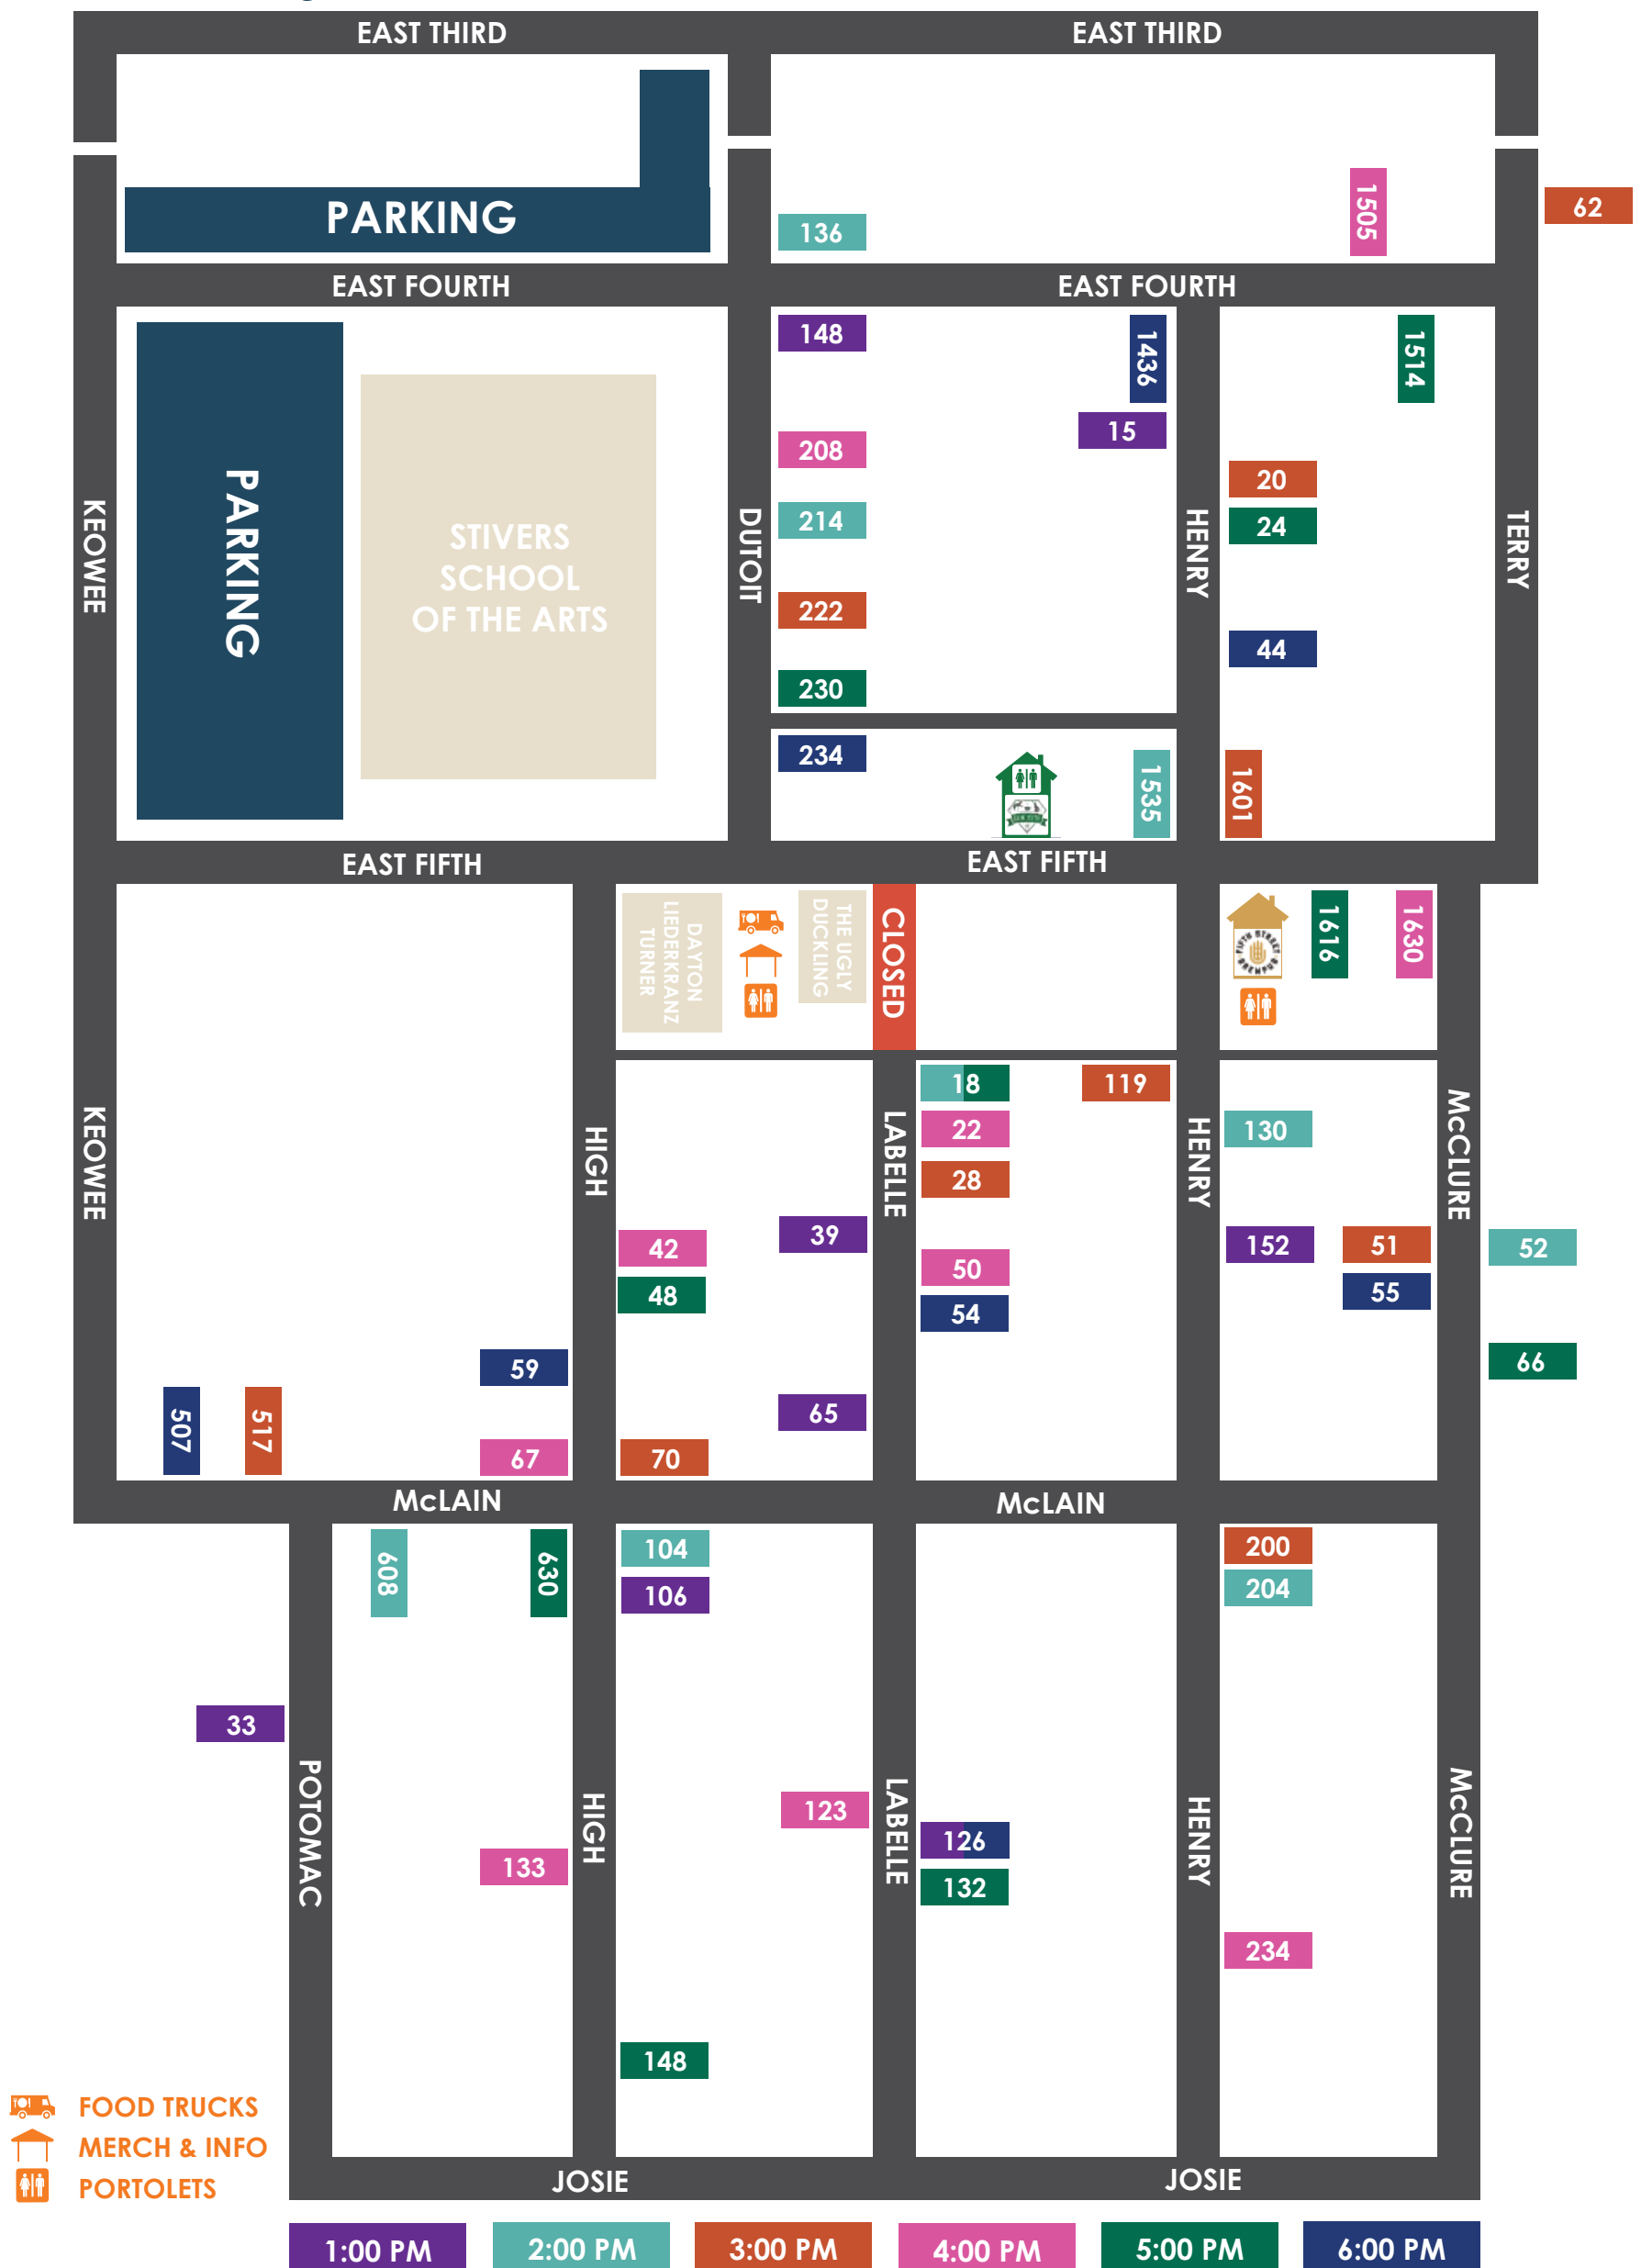 EAST THIRD
EAST THIRD
PARKING
136
1505
62
EAST FOURTH
EAST FOURTH
148
1436
1514
15
208
20
PARKING
KEOWEE
STIVERS
SCHOOL
OF THE ARTS
DUTOIT
214
HENRY
24
TERRY
222
44
230
234
1535
1601
EAST FIFTH
EAST FIFTH
DAYTON
LIEDERKRANZ
TURNER
THE UGLY
DUCKLING
CLOSED
FIFTH STREET
BREWPUB
1616
1630
18
119
KEOWEE
HIGH
LABELLE
22
HENRY
130
McCLURE
28
42
39
50
152
51
52
48
54
55
59
66
507
517
65
67
70
McLAIN
McLAIN
608
630
104
200
106
204
33
POTOMAC
HIGH
123
LABELLE
126
HENRY
McCLURE
133
132
234
148
FOOD TRUCKS
MERCH & INFO
PORTOLETS
JOSIE
JOSIE
1:00 PM
2:00 PM
3:00 PM
4:00 PM
5:00 PM
6:00 PM